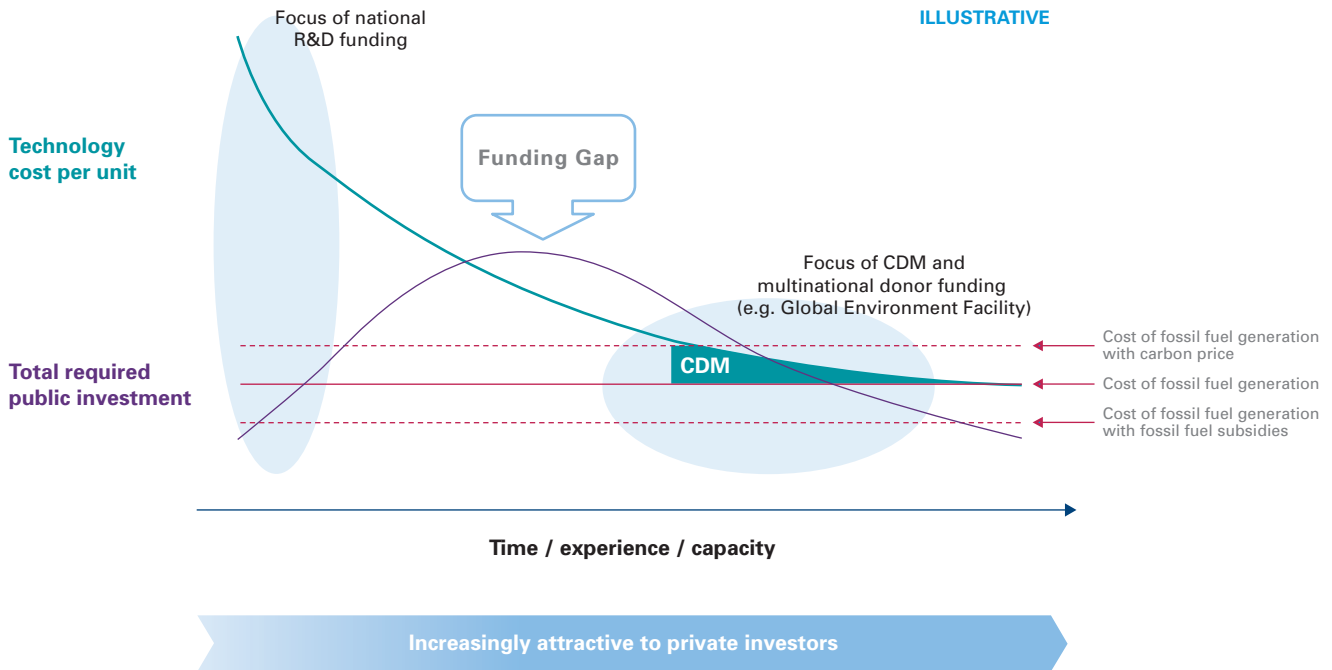 Focus of national
R&D funding
ILLUSTRATIVE
Technology
cost per unit
Funding Gap
Focus of CDM and
multinational donor funding
(e.g. Global Environment Facility)
Cost of fossil fuel generation
with carbon price
CDM
Total required
public investment
Cost of fossil fuel generation
Cost of fossil fuel generation
with fossil fuel subsidies
Time / experience / capacity
Increasingly attractive to private investors